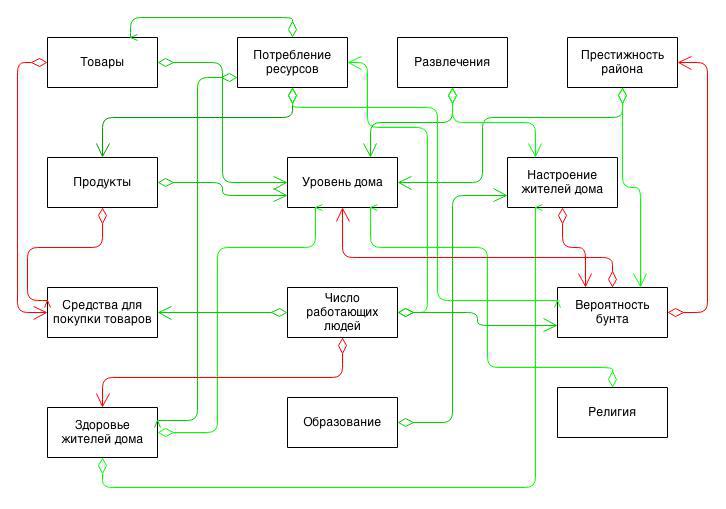 Товары
Потребление
ресурсов
Развлечения
Престижность
района
Продукты
Уровень дома
Настроение
жителей дома
Средства для
покупки товаров
Число
работающих
людей
Вероятность
бунта
Здоровье
жителей дома
Образование
Религия